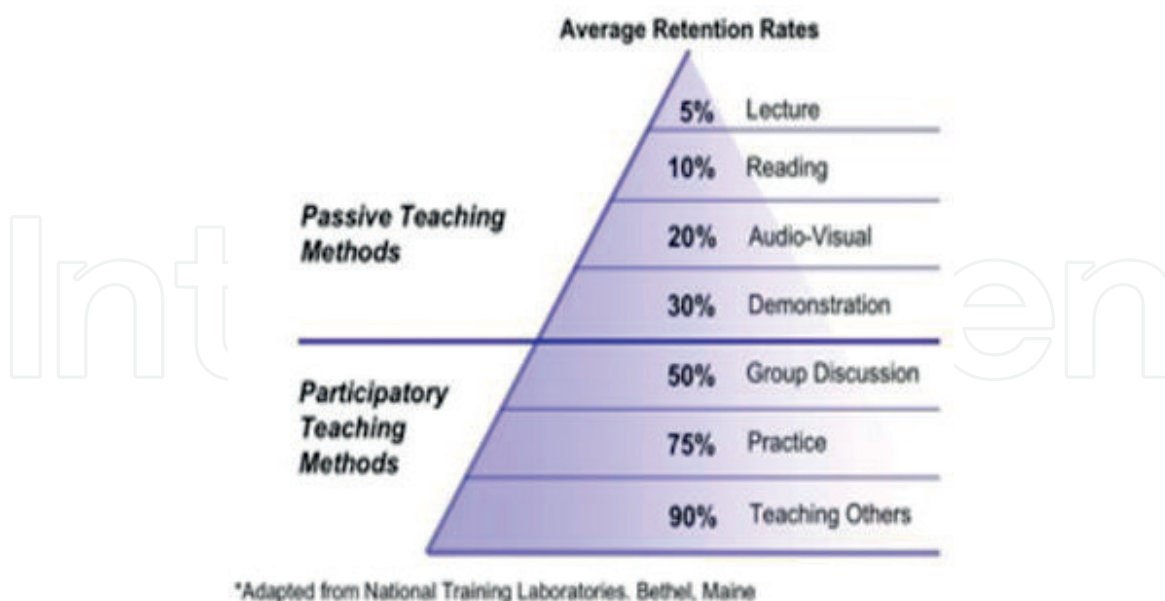 Average Retention Rates
5% Lecture
10% Reading
Passive Teaching
Methods
20% Audio-Visual
30% Demonstration
Participatory
Teaching
Methods
50% Group Discussion
75% Practice
90% Teaching Others
*Adapted from National Training Laboratories. Bethel, Maine